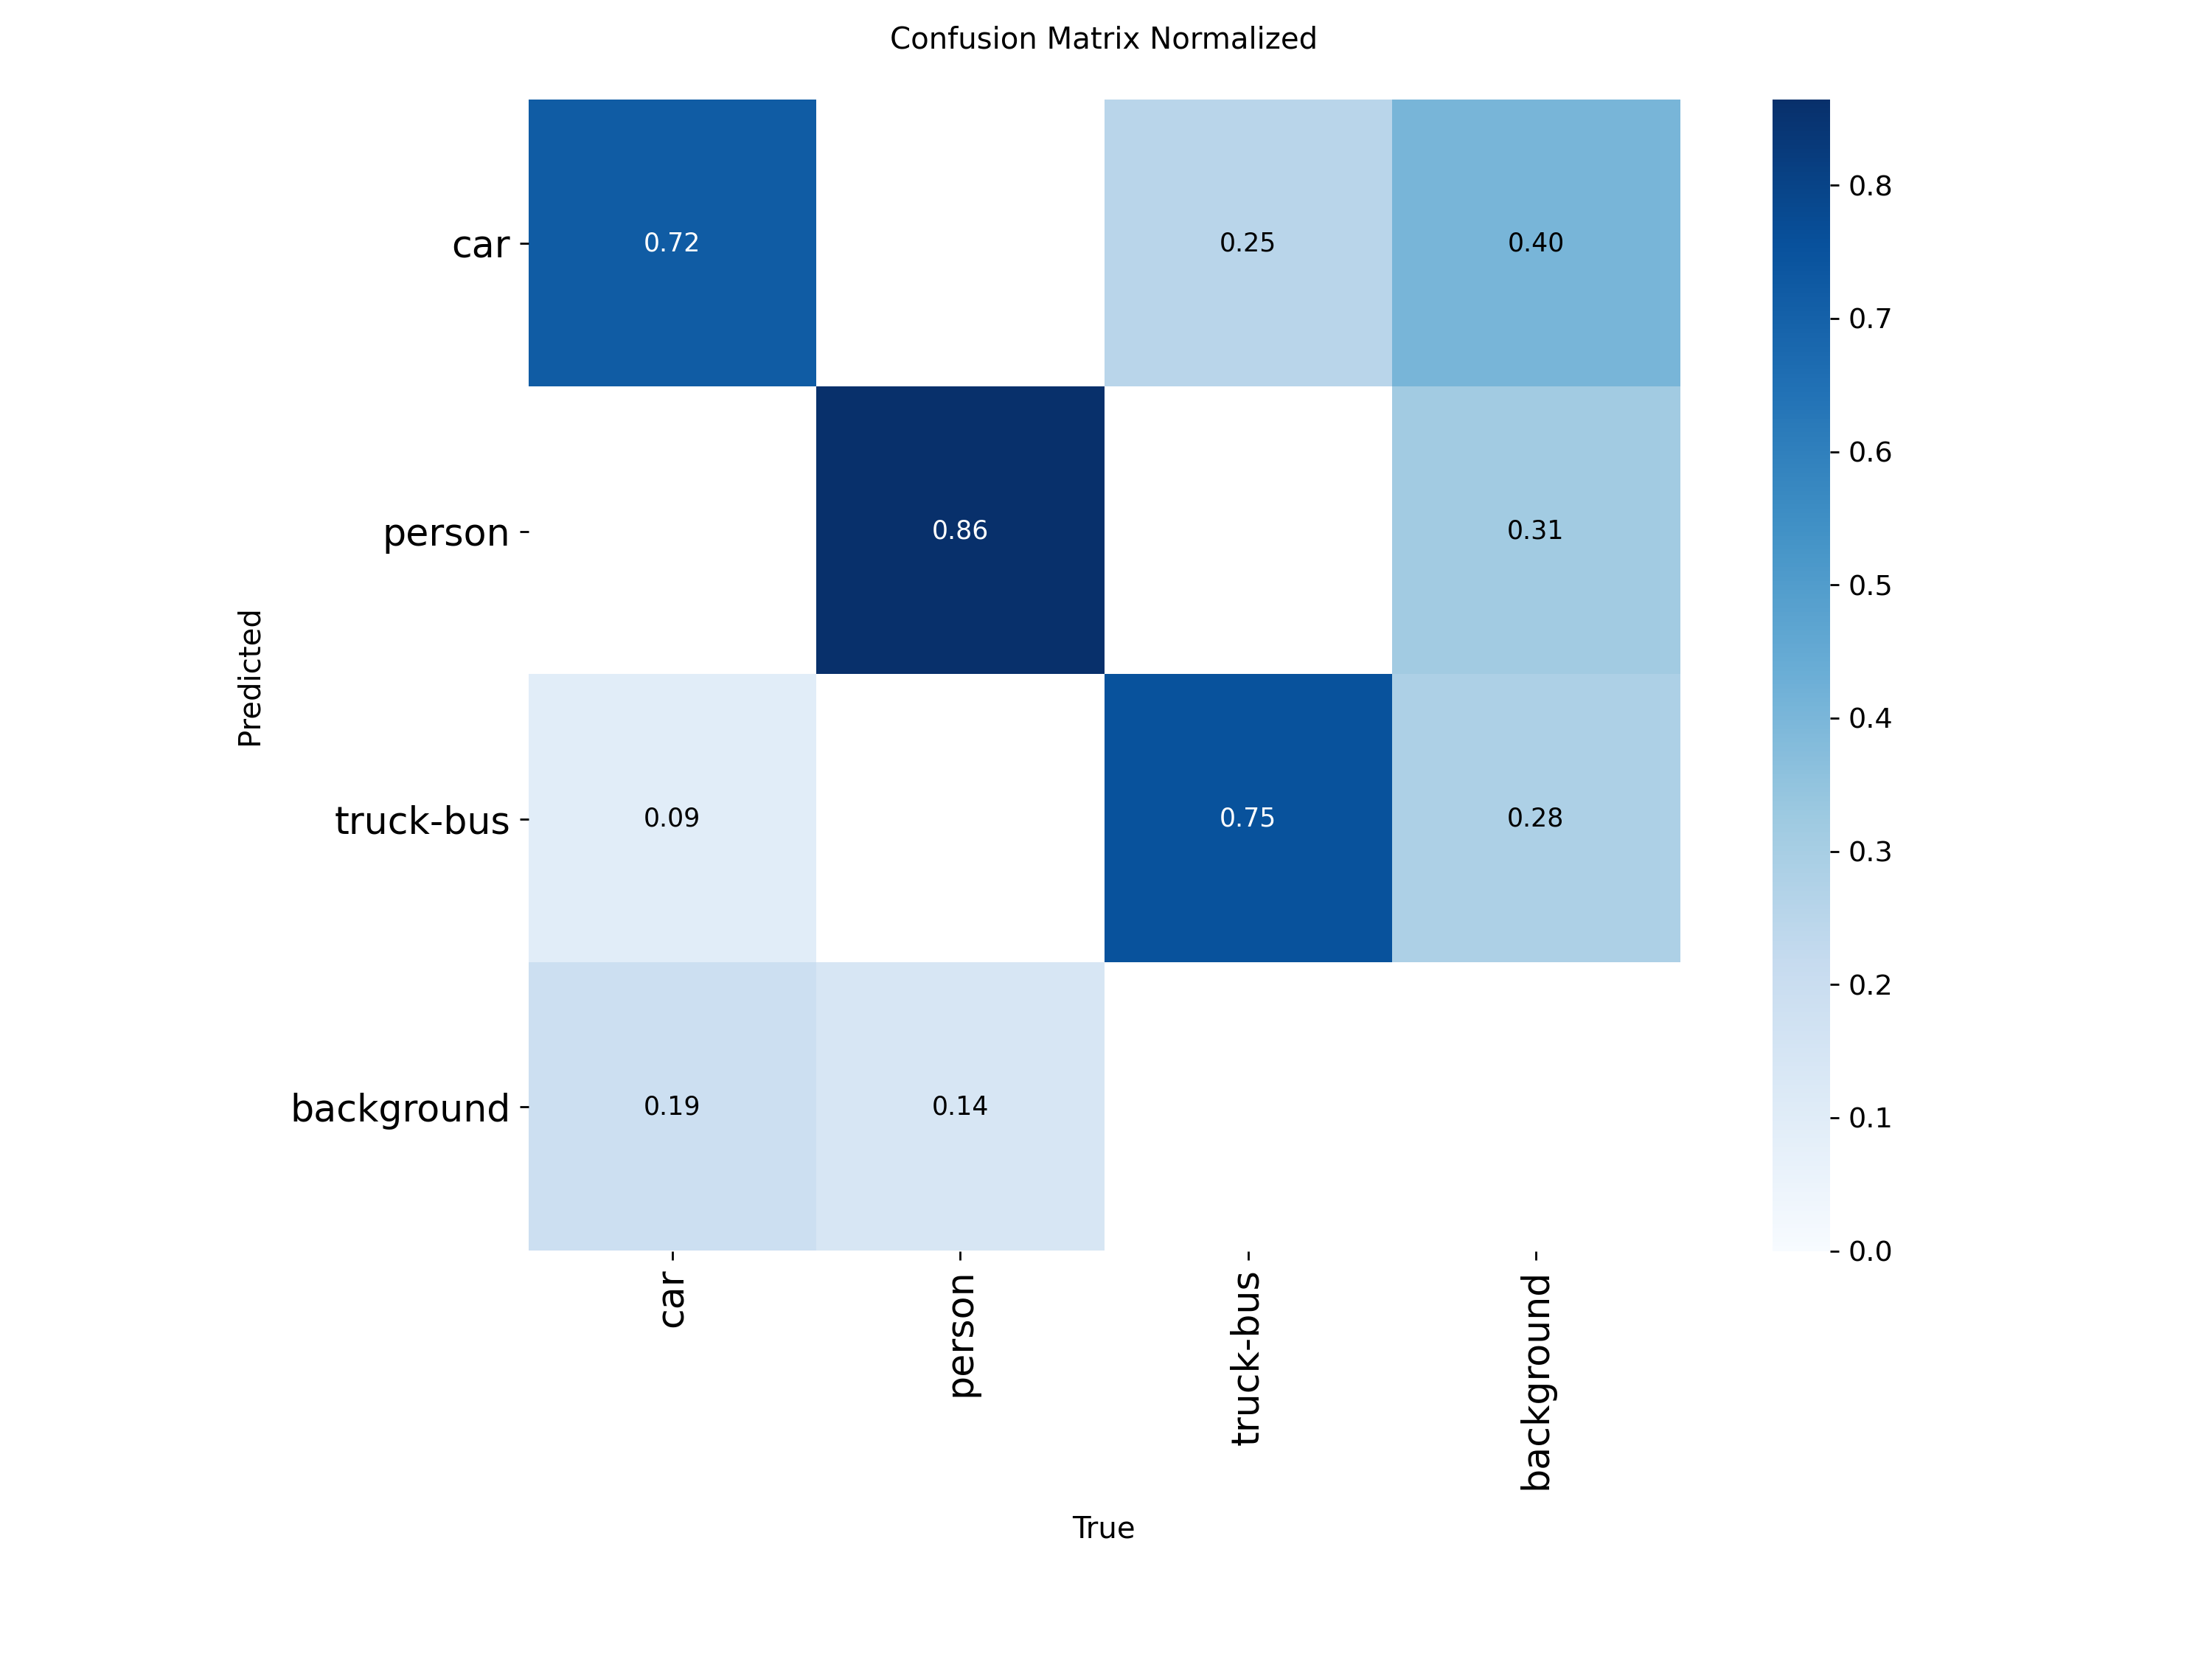 Confusion Matrix Normalized
car
0.72
0.25
0.40
person
0.86
0.31
truck-bus
0.09
0.75
0.28
background
0.19
0.14
Predicted
car
person
truck-bus
background
True
0.8
0.7
0.6
0.5
0.4
0.3
0.2
0.1
0.0